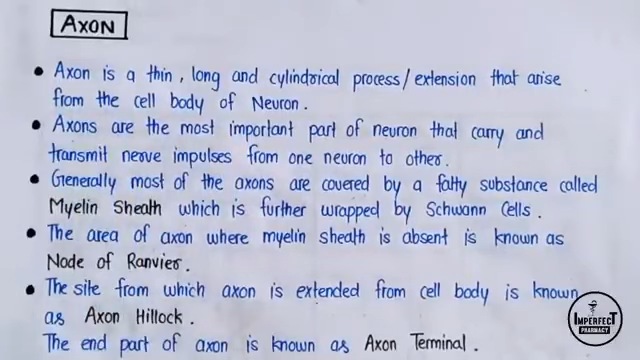 AXON
• Axon is a thin, long and cylindrical process/extension that arise
from the cell body of Neuron.
• Axons are the most important part of neuron that carry and
transmit nerve impulses from one neuron to other.
• Generally most of the axons are covered by a fatty substance called
Myelin Sheath which is further wrapped by Schwann Cells.
• The area of axon where myelin sheath is absent is known as
Node of Ranvier.
• The site from which axon is extended from cell body is known
as Axon Hillock.
The end part of axon is known as Axon Terminal.
IMPERFECT
PHARMACY